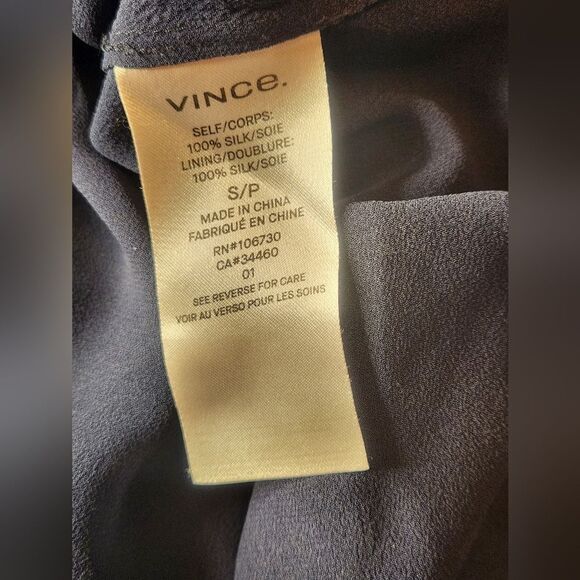 VINCe.
SELF/CORPS:
100% SILK/SOIE
LINING/DOUBLURE:
100% SILK/SOIE
S/P
MADE IN CHINA
FABRIQUÉ EN CHINE
RN#106730
CA#34460
01
SEE REVERSE FOR CARE
VOIR AU VERSO POUR LES SOINS